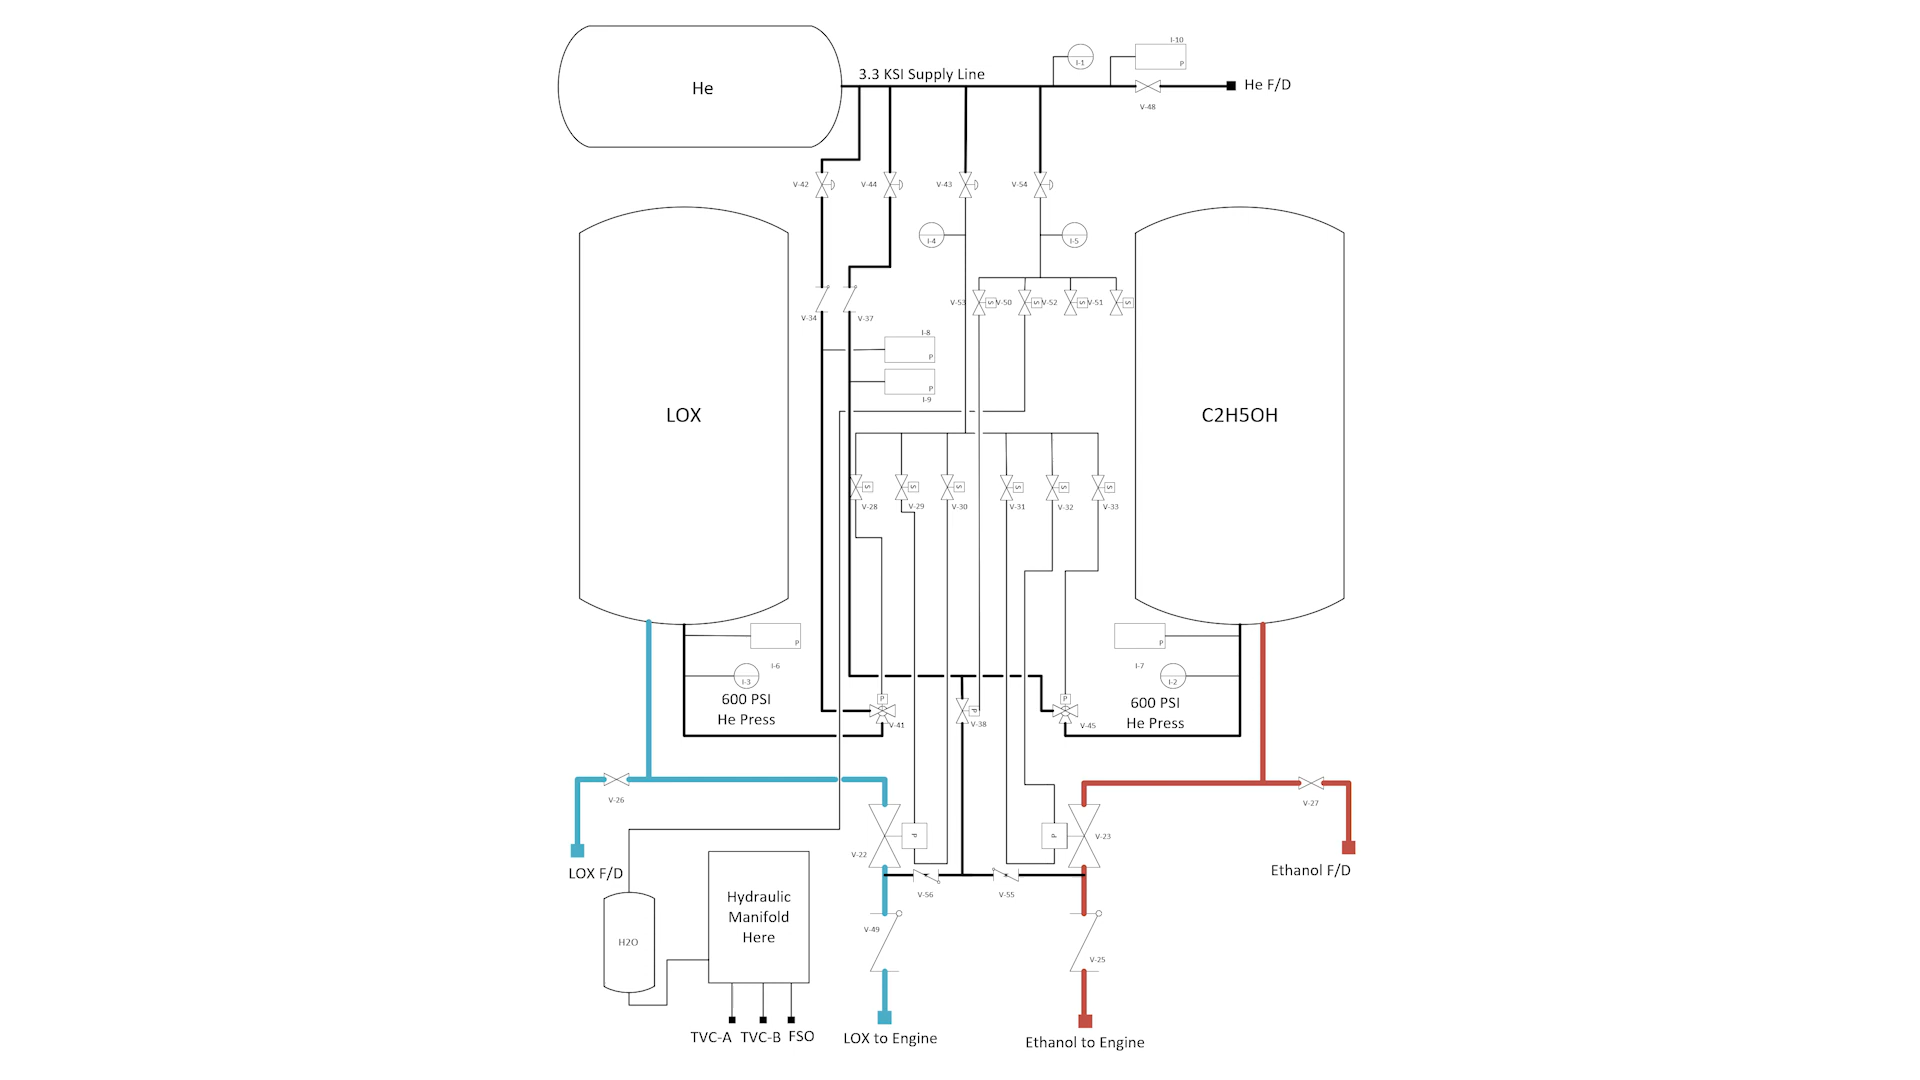 He
3.3 KSI Supply Line
I-1
I-10
P
V-48
He F/D
V-42
V-44
V-43
V-54
I-4
I-5
V-53
S
V-50
S
V-52
S
V-51
S
V-34
V-37
I-8
P
P
I-9
LOX
C2H5OH
S
S
S
S
S
S
V-28
V-29
V-30
V-31
V-32
V-33
P
I-6
I-3
600 PSI
He Press
P
I-7
I-2
600 PSI
He Press
P
V-41
P
V-38
P
V-45
V-26
V-27
P
V-22
P
V-23
LOX F/D
Ethanol F/D
V-56
V-55
Hydraulic
Manifold
Here
H2O
V-49
V-25
TVC-A
TVC-B
FSO
LOX to Engine
Ethanol to Engine